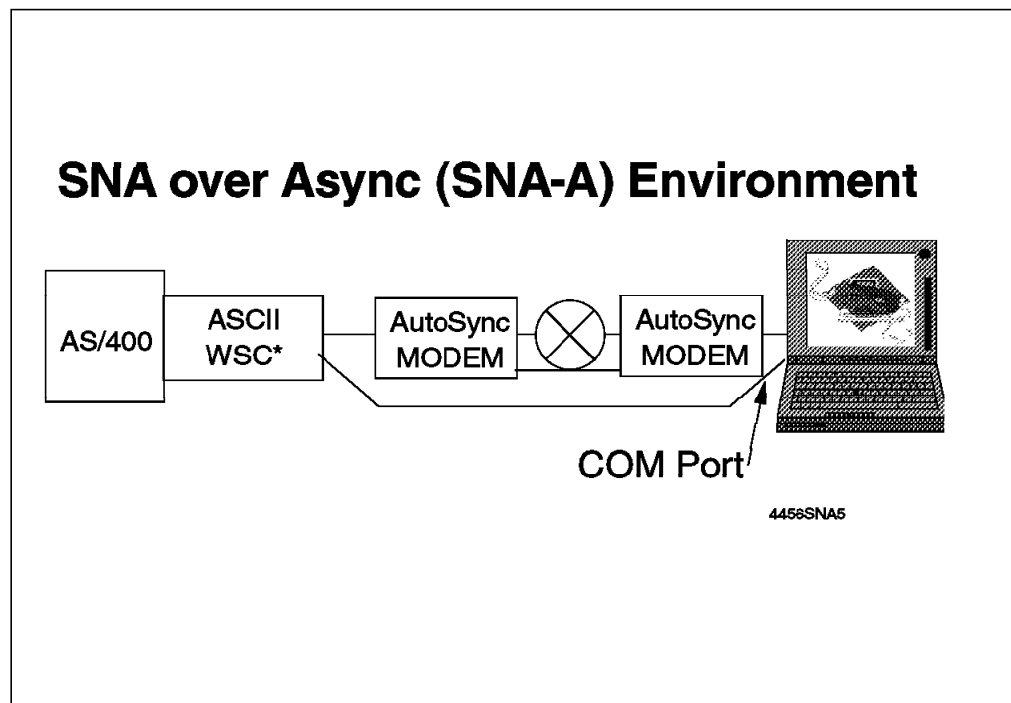 SNA over Async (SNA-A) Environment
AS/400
ASCII
WSC*
AutoSync
MODEM
AutoSync
MODEM
COM Port
4456SNA5